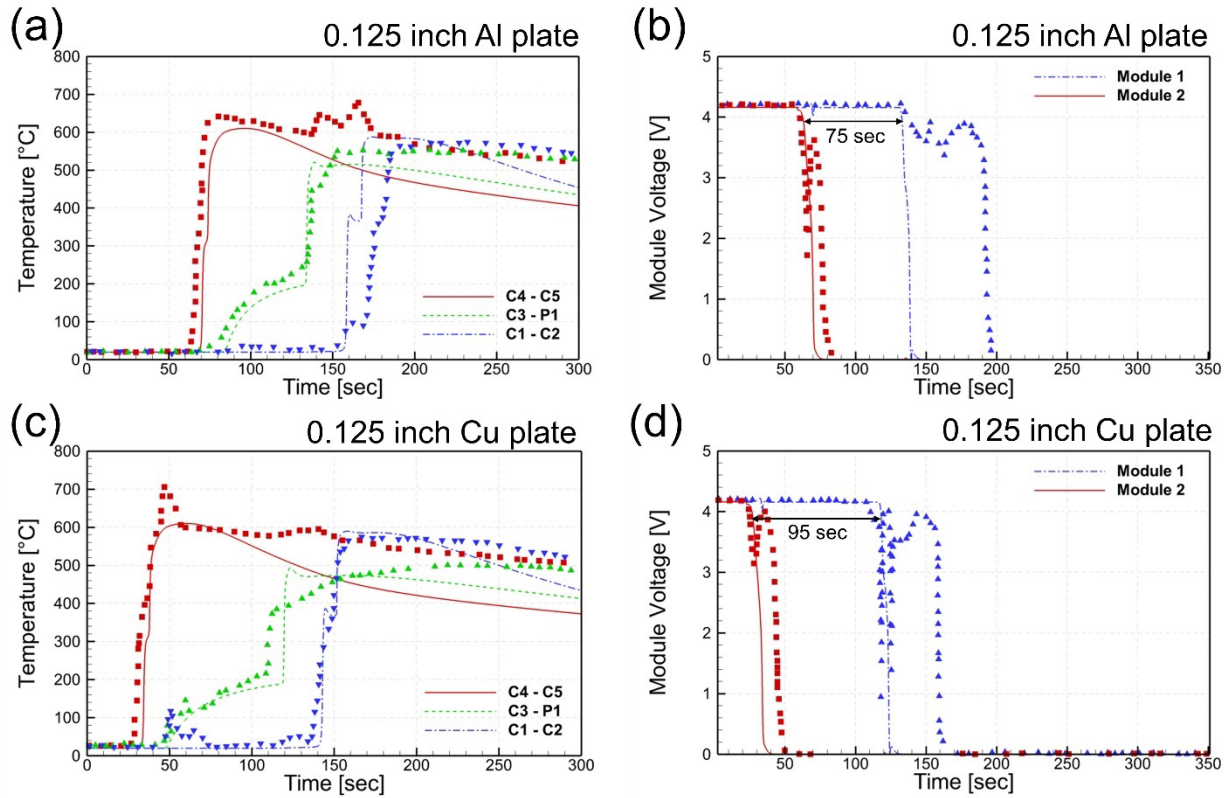 (a)
0.125 inch Al plate
800
700
600
500
400
300
200
100
0
Temperature [°C]
C4 - C5
C3 - P1
C1 - C2
0 50 100 150 200 250 300
Time [sec]
(b)
0.125 inch Al plate
5
4
3
2
1
0
Module Voltage [V]
Module 1
Module 2
75 sec
50 100 150 200 250 300 350
Time [sec]
(c)
0.125 inch Cu plate
800
700
600
500
400
300
200
100
0
Temperature [°C]
C4 - C5
C3 - P1
C1 - C2
0 50 100 150 200 250 300
Time [sec]
(d)
0.125 inch Cu plate
5
4
3
2
1
0
Module Voltage [V]
Module 1
Module 2
95 sec
50 100 150 200 250 300 350
Time [sec]